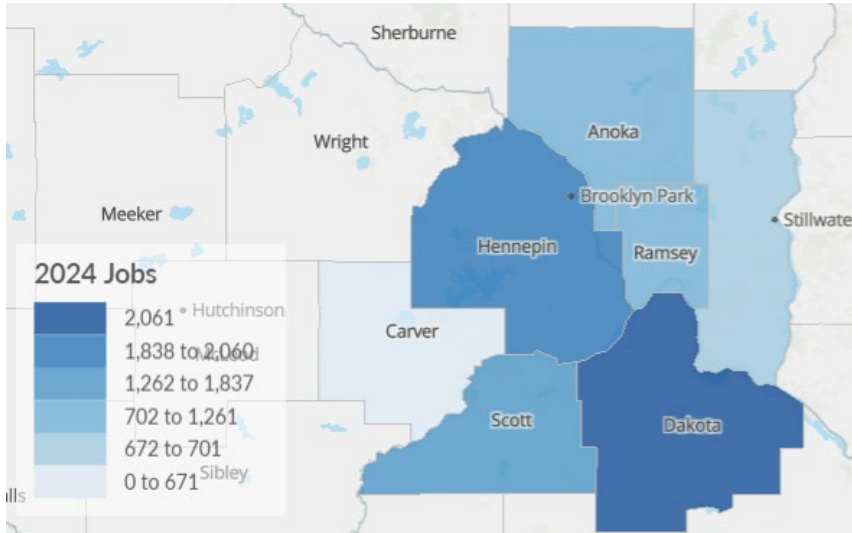 Sherburne
Anoka
Wright
Brooklyn Park
Meeker
Stillwate
Hennepin
Ramsey
2024 Jobs
2,061
Hutchinson
Carver
1,838 to 2,060
McLeod
1,262 to 1,837
702 to 1,261
Scott
Dakota
672 to 701
Sibley
0 to 671
alls